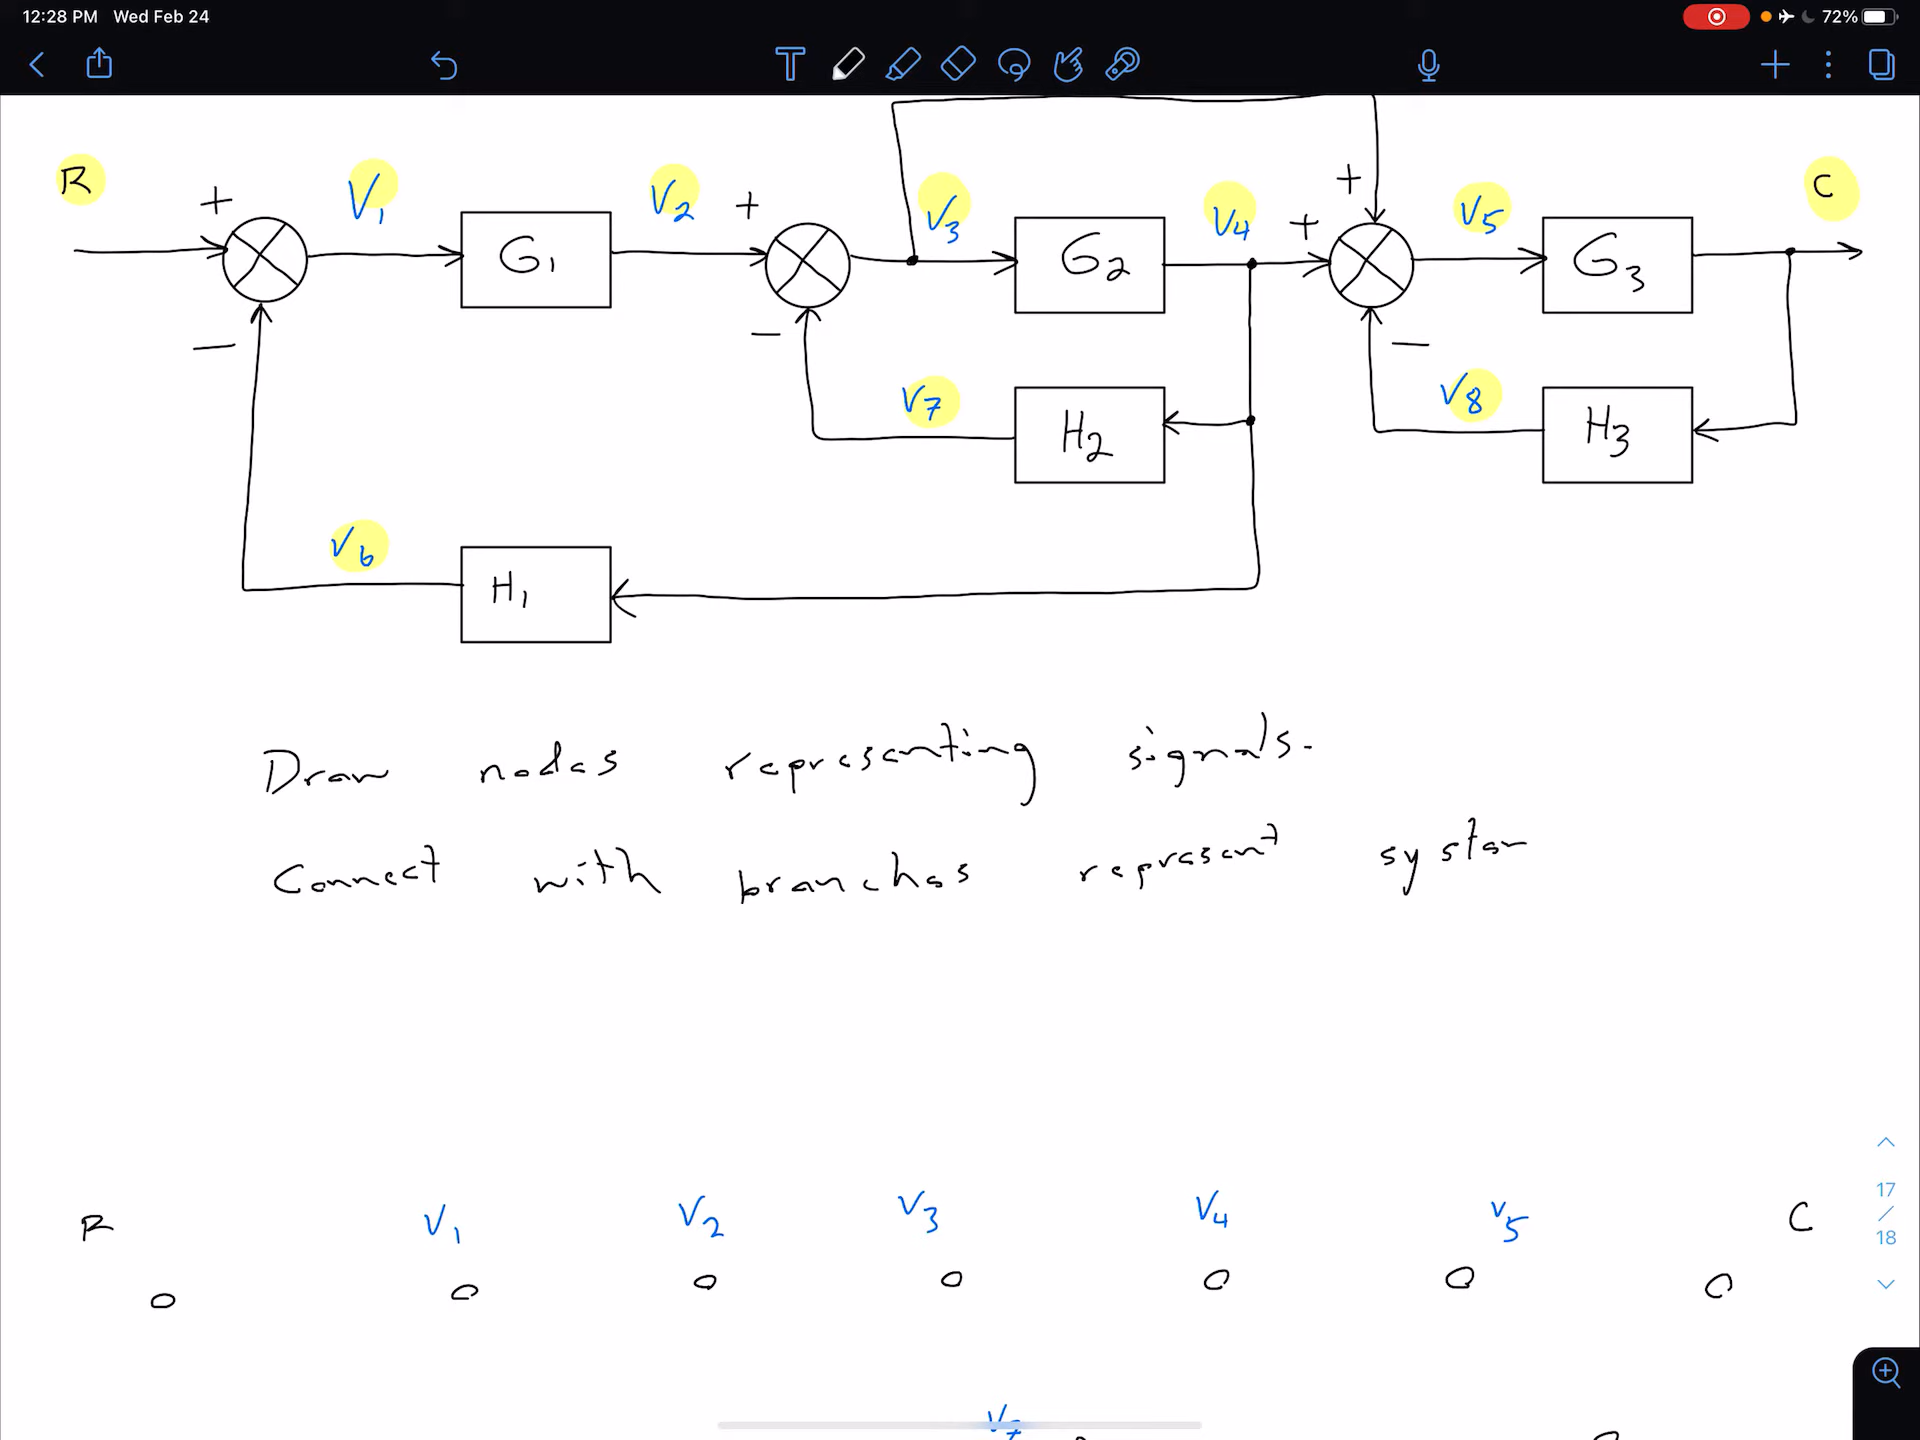 12:28 PM Wed Feb 24 72%
R + V1 V2 + V3 V4 + + V5 C
G1 G2 G3
- - -
V7 H2 V8 H3
V6 H1
Draw nodes representing signals.
Connect with branches represent system
R V1 V2 V3 V4 V5 C
17
/
18
V7